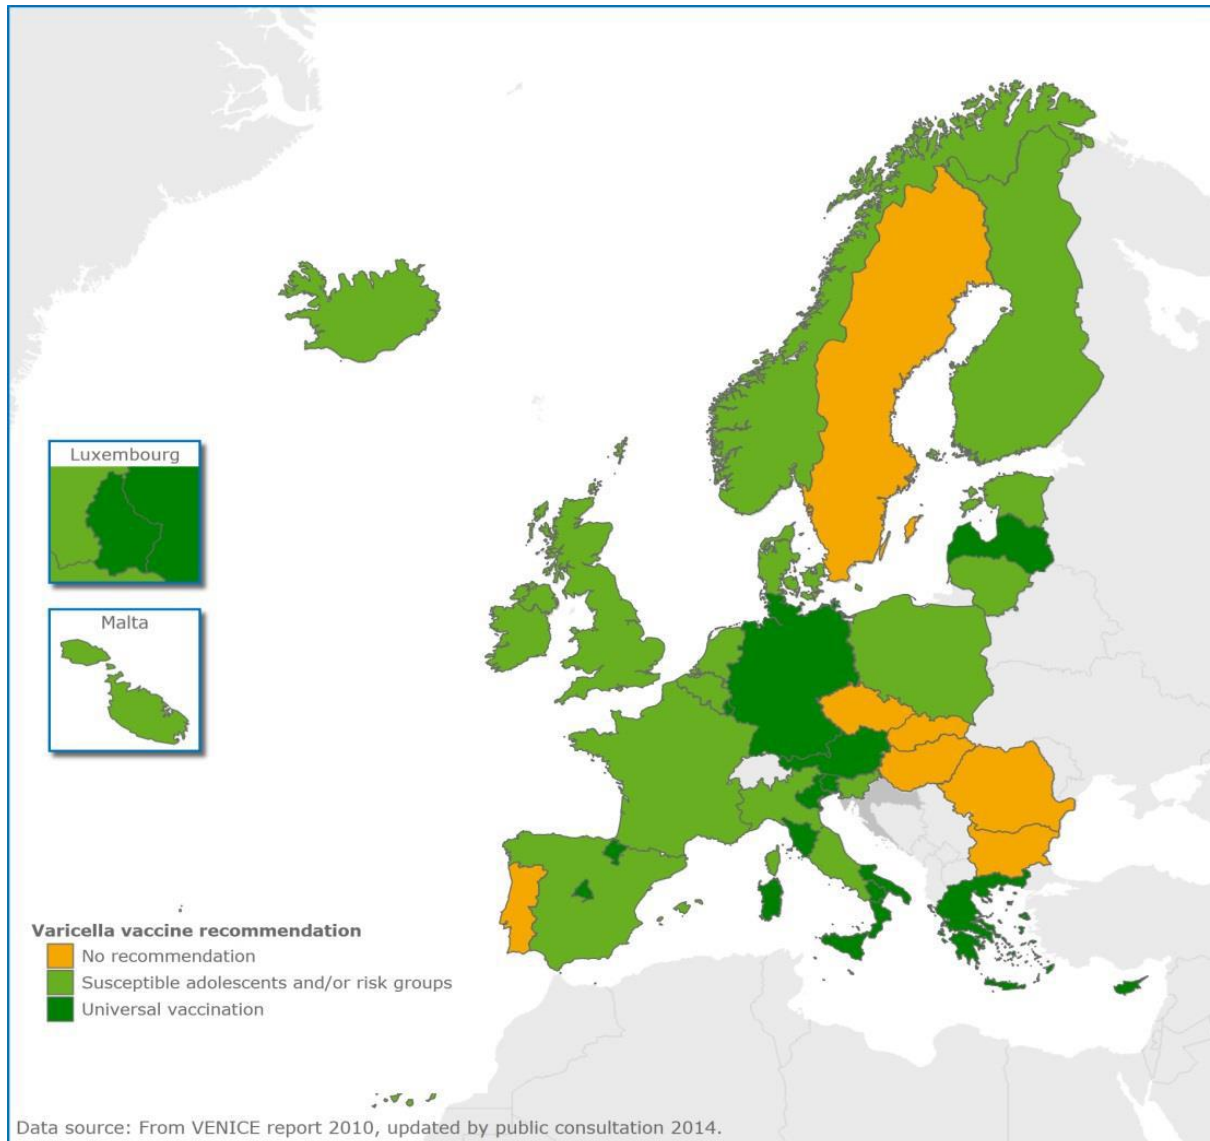 Luxembourg
Malta
Varicella vaccine recommendation
No recommendation
Susceptible adolescents and/or risk groups
Universal vaccination
Data source: From VENICE report 2010, updated by public consultation 2014.